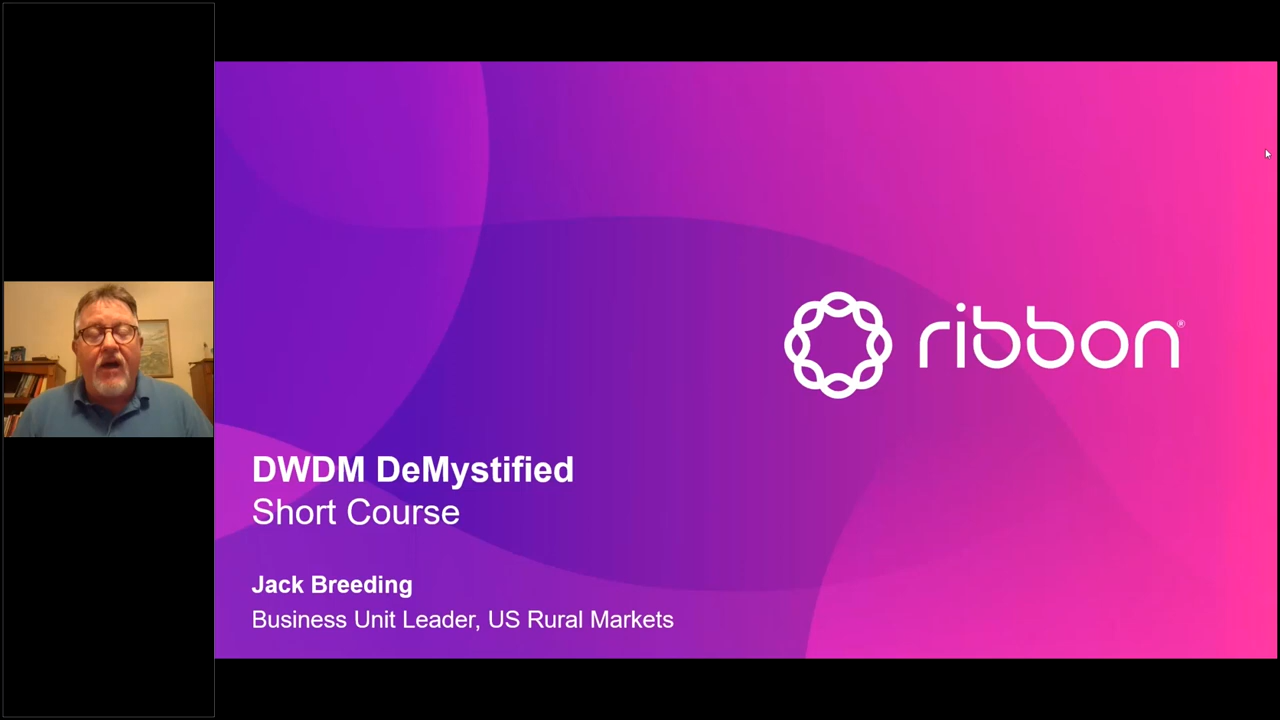 ribbon®
DWDM DeMystified
Short Course
Jack Breeding
Business Unit Leader, US Rural Markets